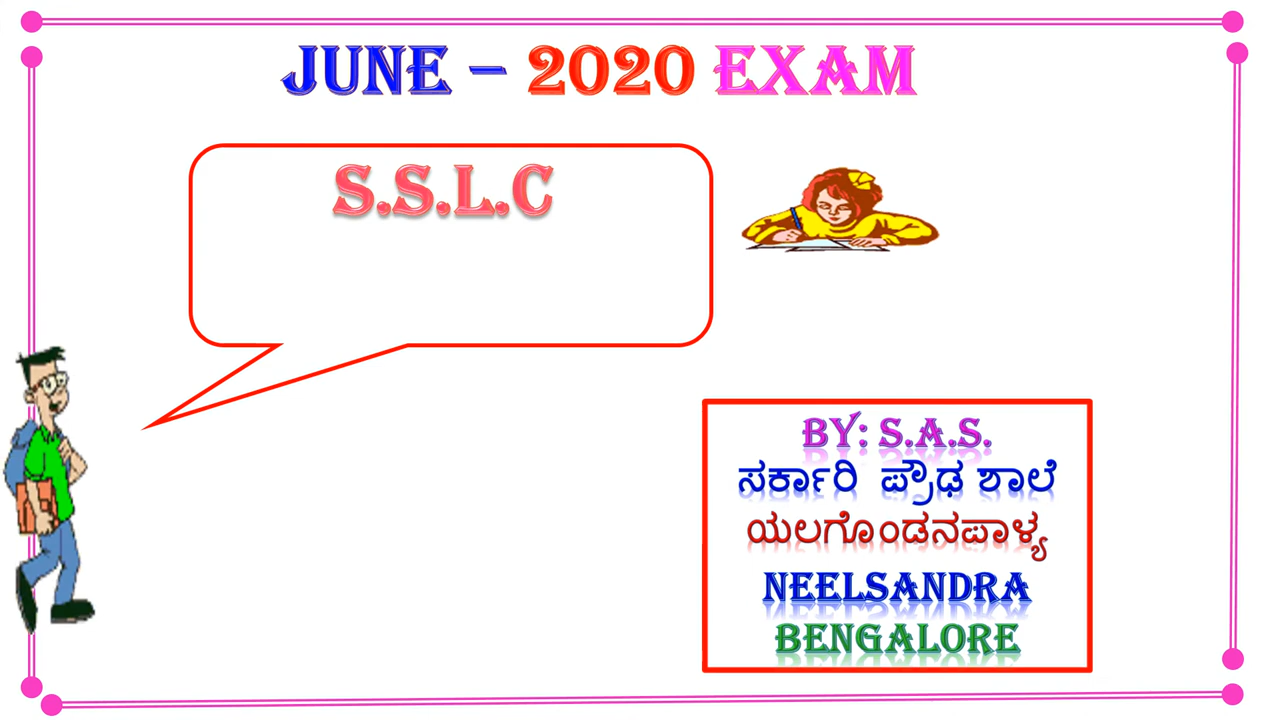 JUNE – 2020 EXAM
S.S.L.C
BY: S.A.S.
ಸರ್ಕಾರಿ ಪ್ರೌಢ ಶಾಲೆ
ಯಲಗೊಂಡನಪಾಳ್ಯ
NEELSANDRA
BENGALORE